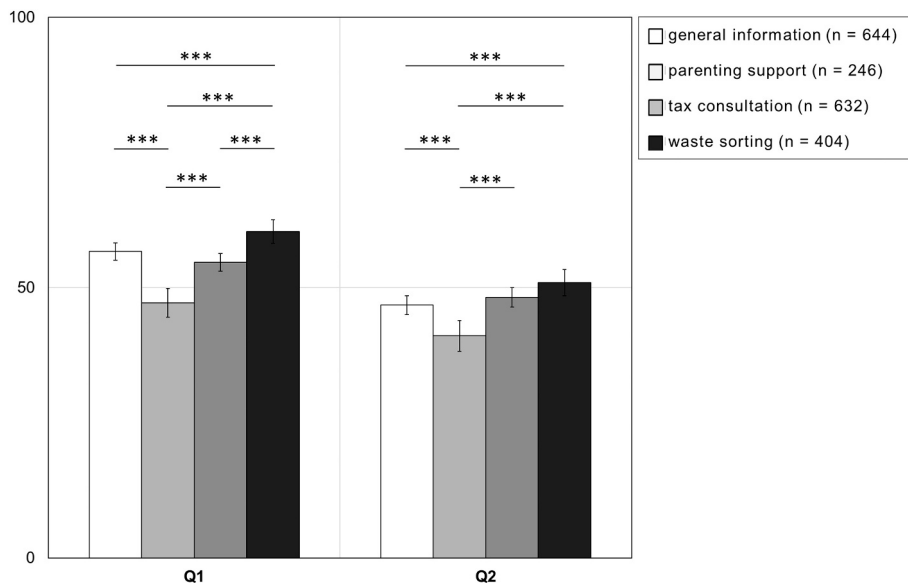 100
50
0
***
***
***
***
***
***
***
***
***
Q1
Q2
general information (n = 644)
parenting support (n = 246)
tax consultation (n = 632)
waste sorting (n = 404)